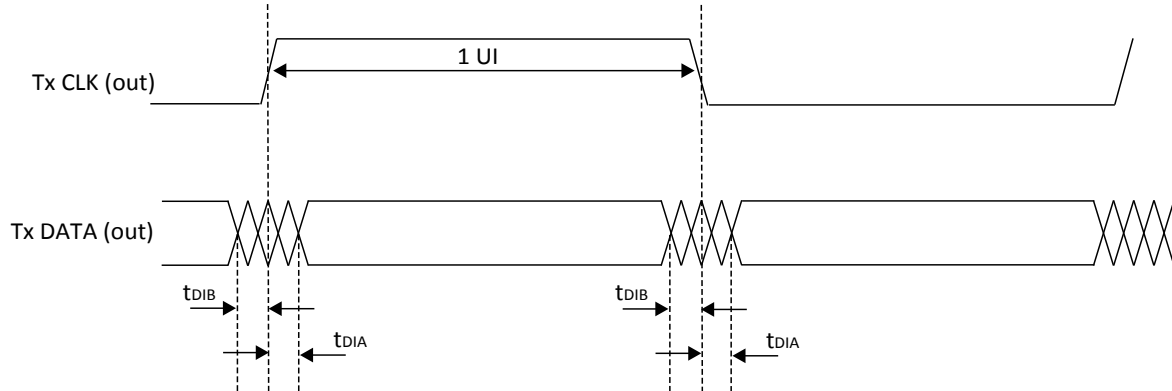 1 UI
Tx CLK (out)
Tx DATA (out)
tDIB
tDIB
tDIA
tDIA